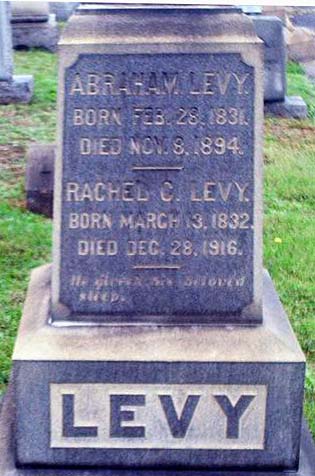 ABRAHAM LEVY.
BORN FEB. 28, 1831.
DIED NOV. 8, 1894.
RACHEL C. LEVY.
BORN MARCH 13, 1832.
DIED DEC. 28, 1916.
He giveth his beloved
sleep.
LEVY